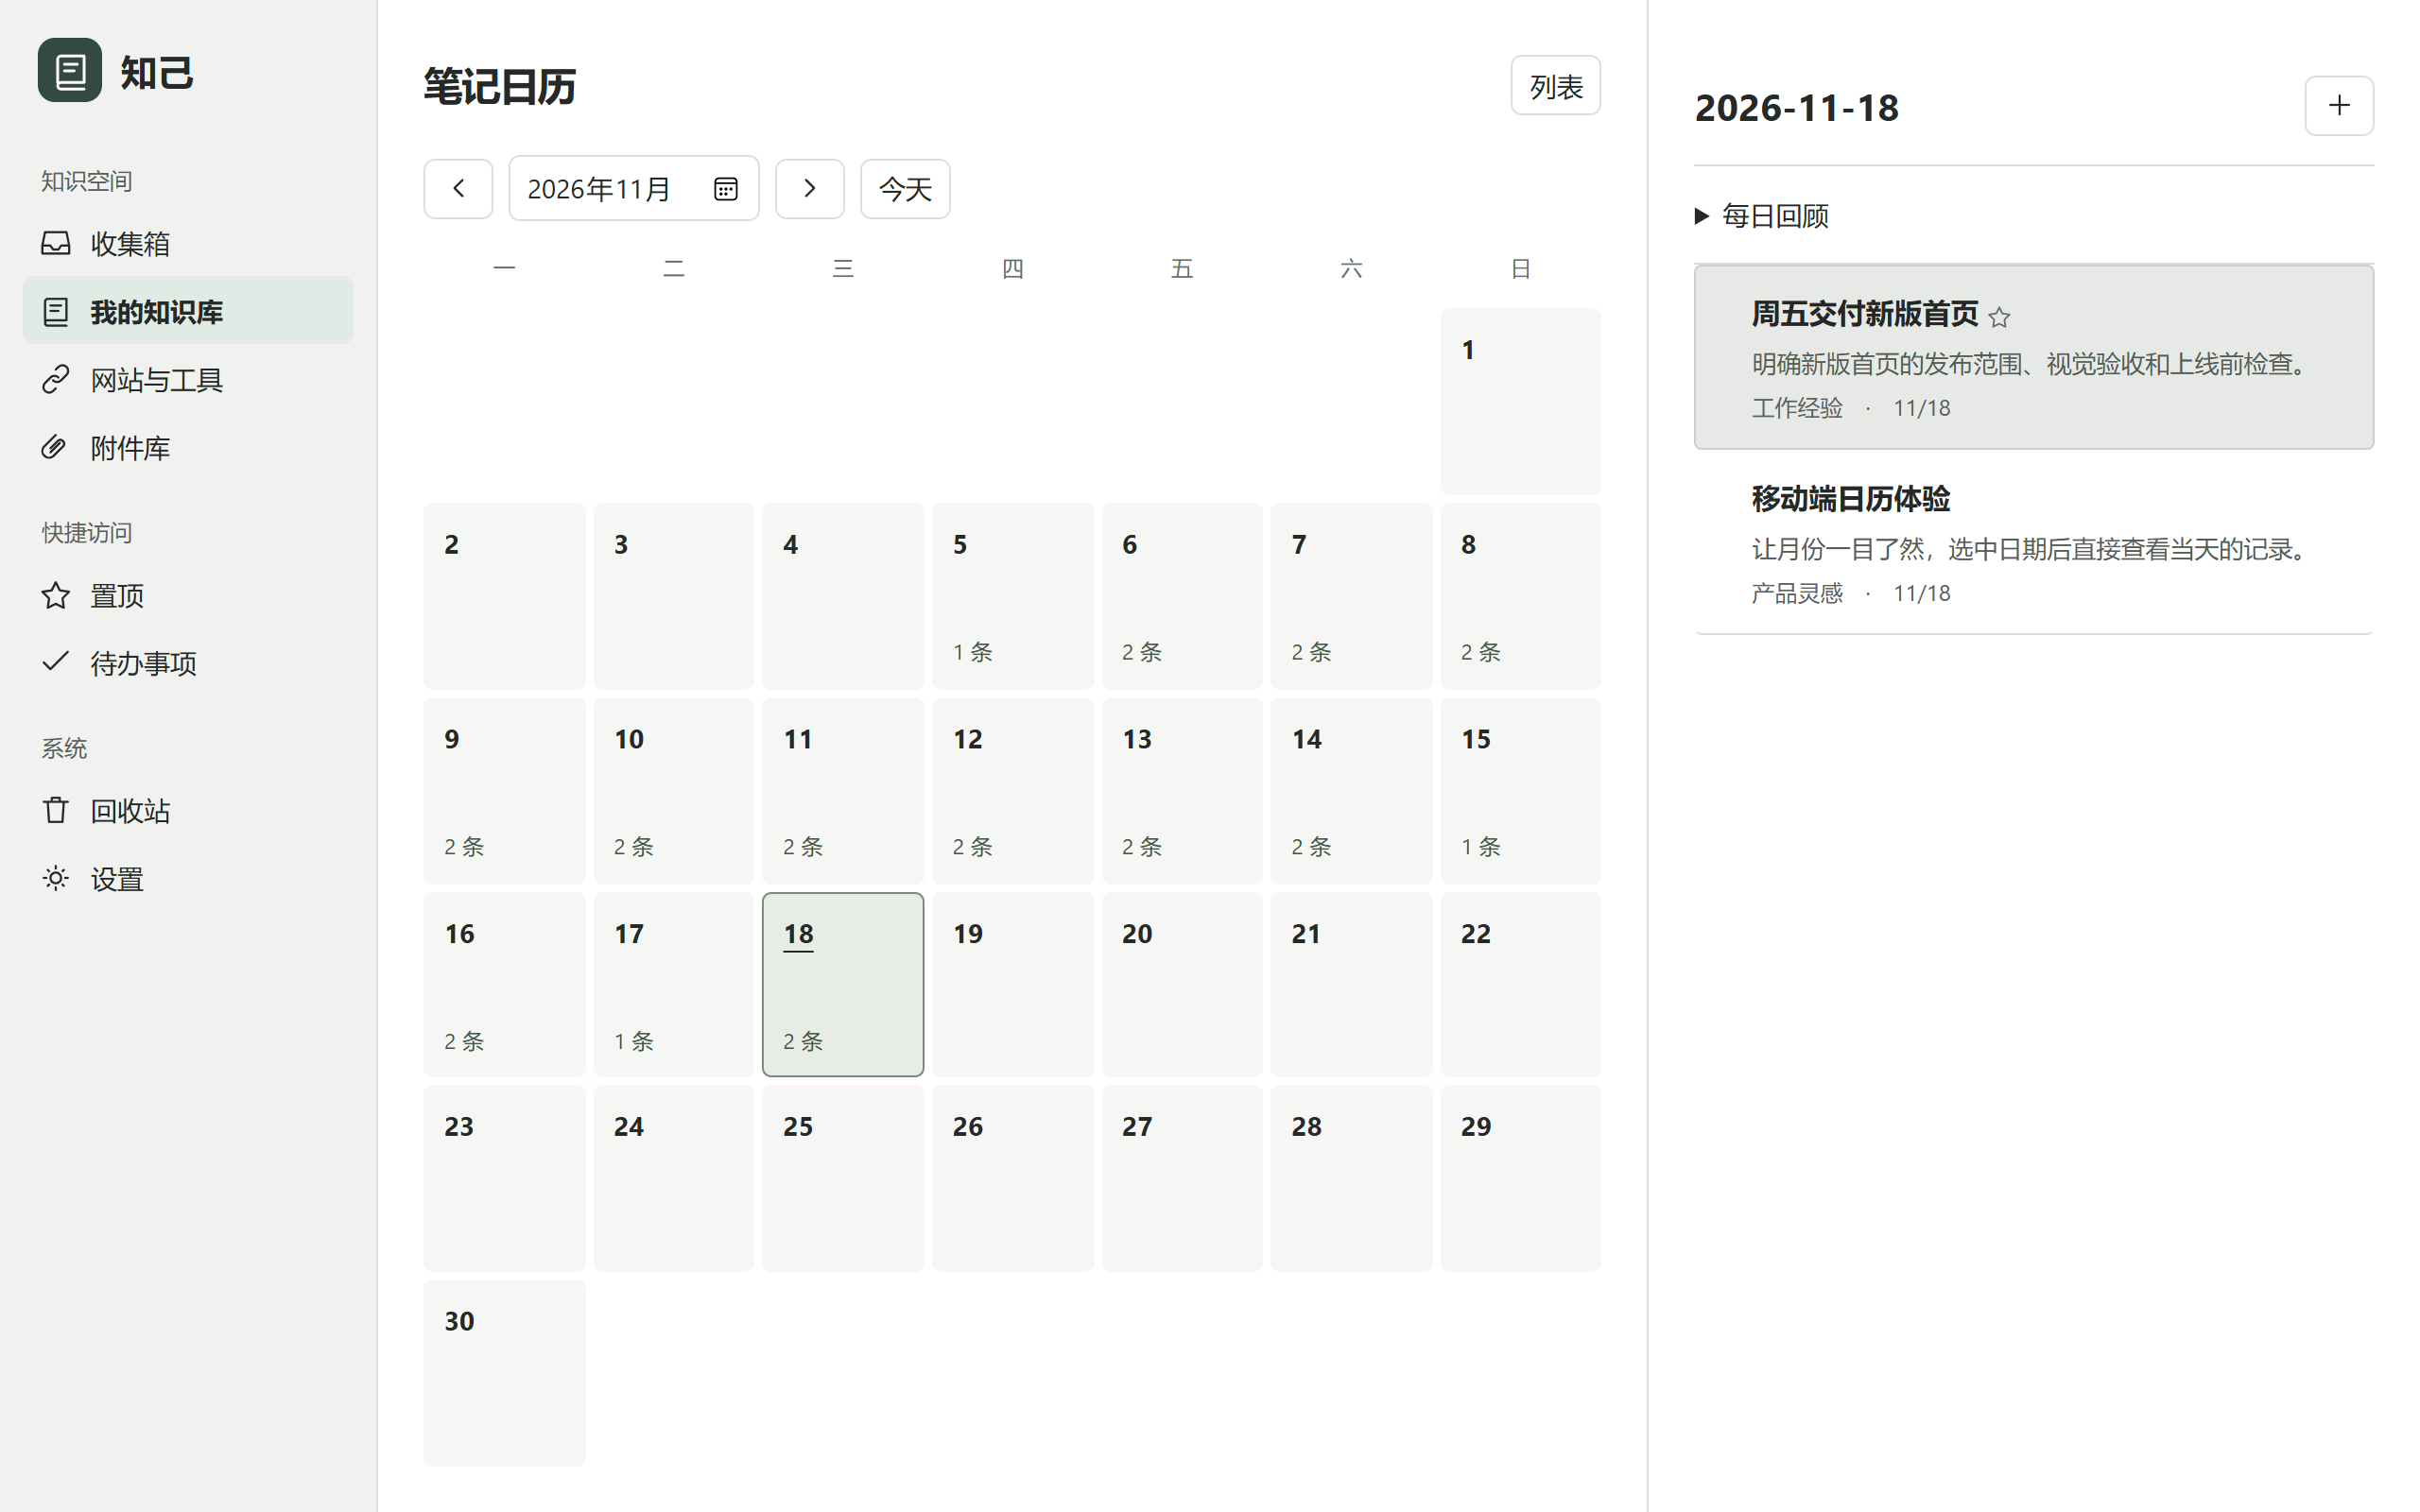 知己
知识空间
收集箱
我的知识库
网站与工具
附件库
快捷访问
置顶
待办事项
系统
回收站
设置
笔记日历
列表
2026年11月
今天
一 二 三 四 五 六 日
1
2 3 4 5 6 7 8
1 条 2 条 2 条 2 条
9 10 11 12 13 14 15
2 条 2 条 2 条 2 条 2 条 2 条 1 条
16 17 18 19 20 21 22
2 条 1 条 2 条
23 24 25 26 27 28 29
30
2026-11-18
每日回顾
周五交付新版首页
明确新版首页的发布范围、视觉验收和上线前检查。
工作经验 · 11/18
移动端日历体验
让月份一目了然，选中日期后直接查看当天的记录。
产品灵感 · 11/18